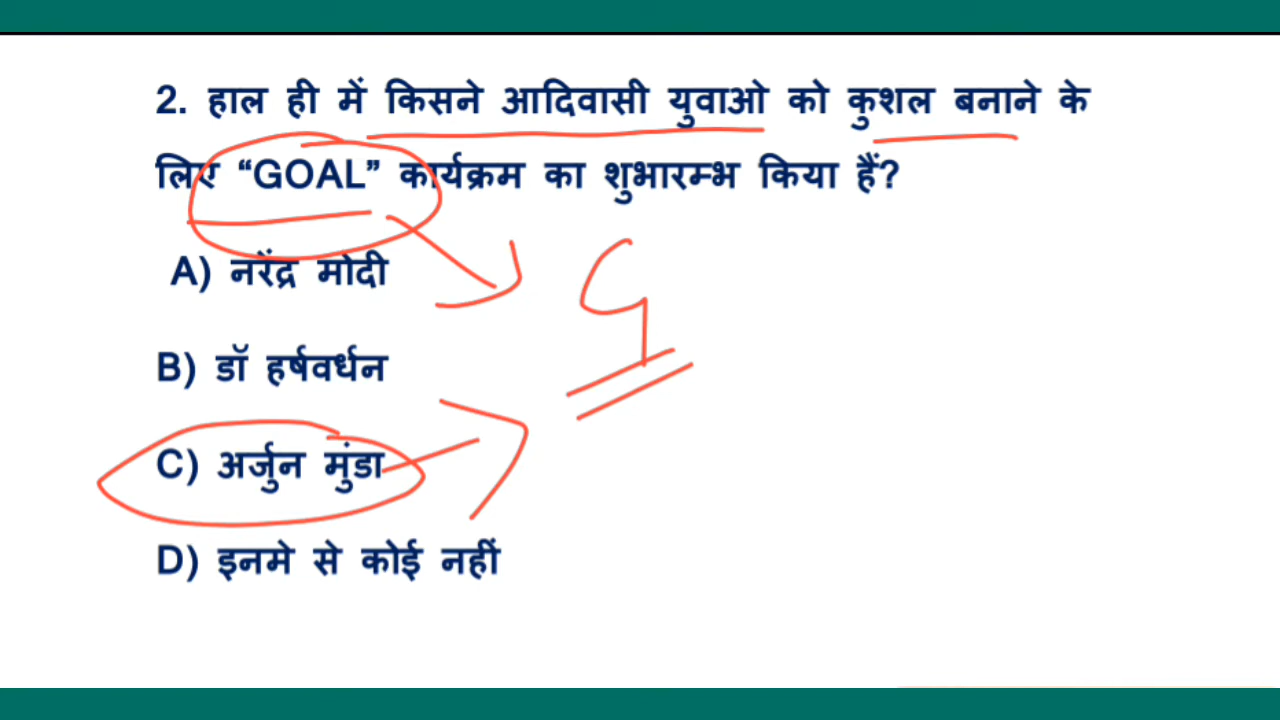 2. हाल ही में किसने आदिवासी युवाओ को कुशल बनाने के
लिए “GOAL” कार्यक्रम का शुभारम्भ किया हैं?
A) नरेंद्र मोदी
G
B) डॉ हर्षवर्धन
C) अर्जुन मुंडा
D) इनमे से कोई नहीं